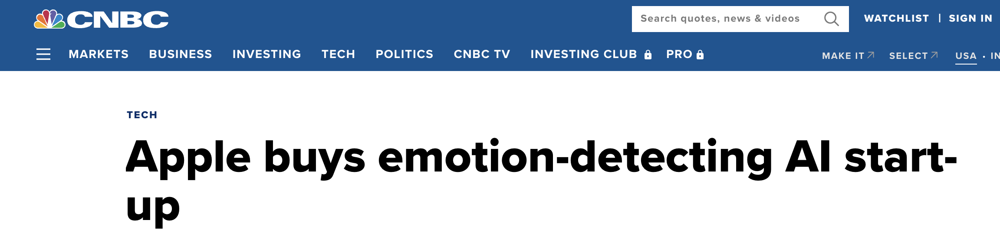 CNBC
Search quotes, news & videos
WATCHLIST | SIGN IN
MARKETS BUSINESS INVESTING TECH POLITICS CNBC TV INVESTING CLUB PRO
MAKE IT SELECT USA • IN
TECH
Apple buys emotion-detecting AI start-
up